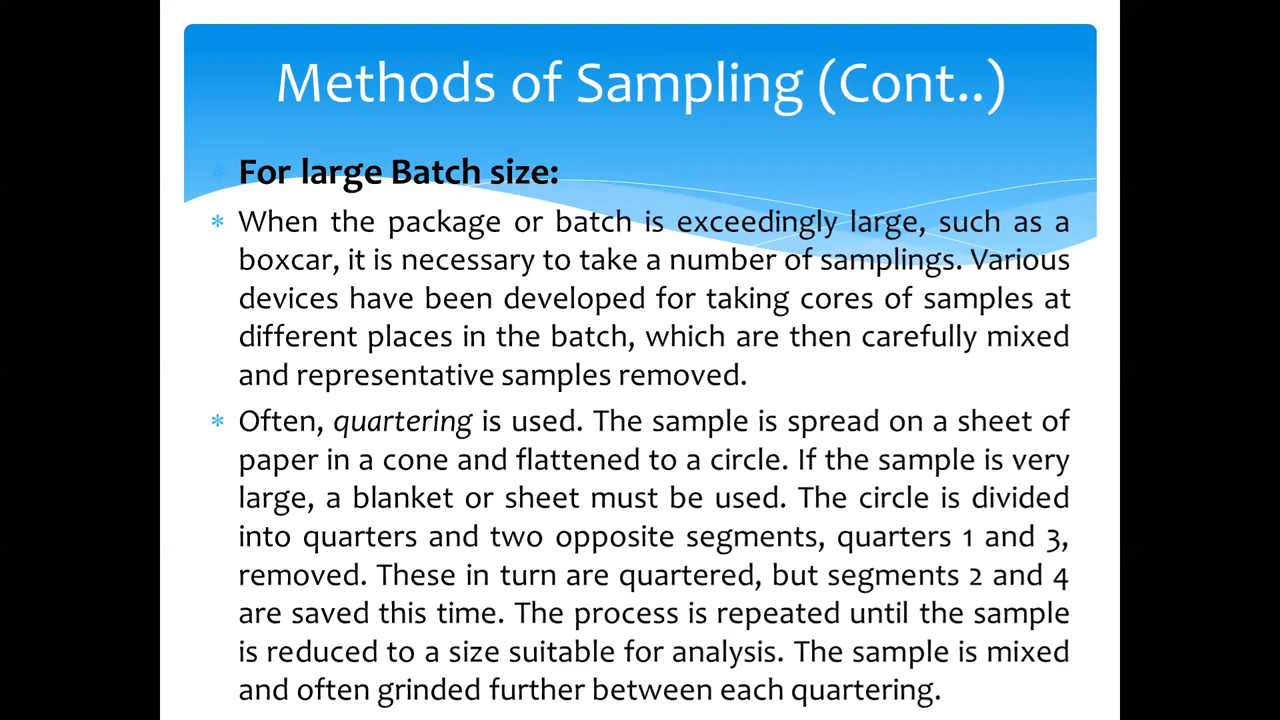 Methods of Sampling (Cont..)
* For large Batch size:
* When the package or batch is exceedingly large, such as a
boxcar, it is necessary to take a number of samplings. Various
devices have been developed for taking cores of samples at
different places in the batch, which are then carefully mixed
and representative samples removed.
* Often, quartering is used. The sample is spread on a sheet of
paper in a cone and flattened to a circle. If the sample is very
large, a blanket or sheet must be used. The circle is divided
into quarters and two opposite segments, quarters 1 and 3,
removed. These in turn are quartered, but segments 2 and 4
are saved this time. The process is repeated until the sample
is reduced to a size suitable for analysis. The sample is mixed
and often grinded further between each quartering.